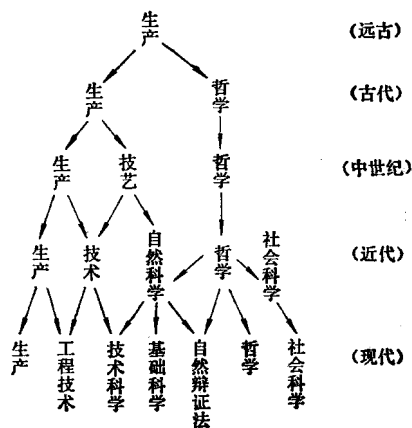 生产 (远古)
生产 哲学 (古代)
生产 技艺 哲学 (中世纪)
生产 技术 自然科学 哲学 社会科学 (近代)
生产 工程技术 技术科学 基础科学 自然辩证法 哲学 社会科学 (现代)